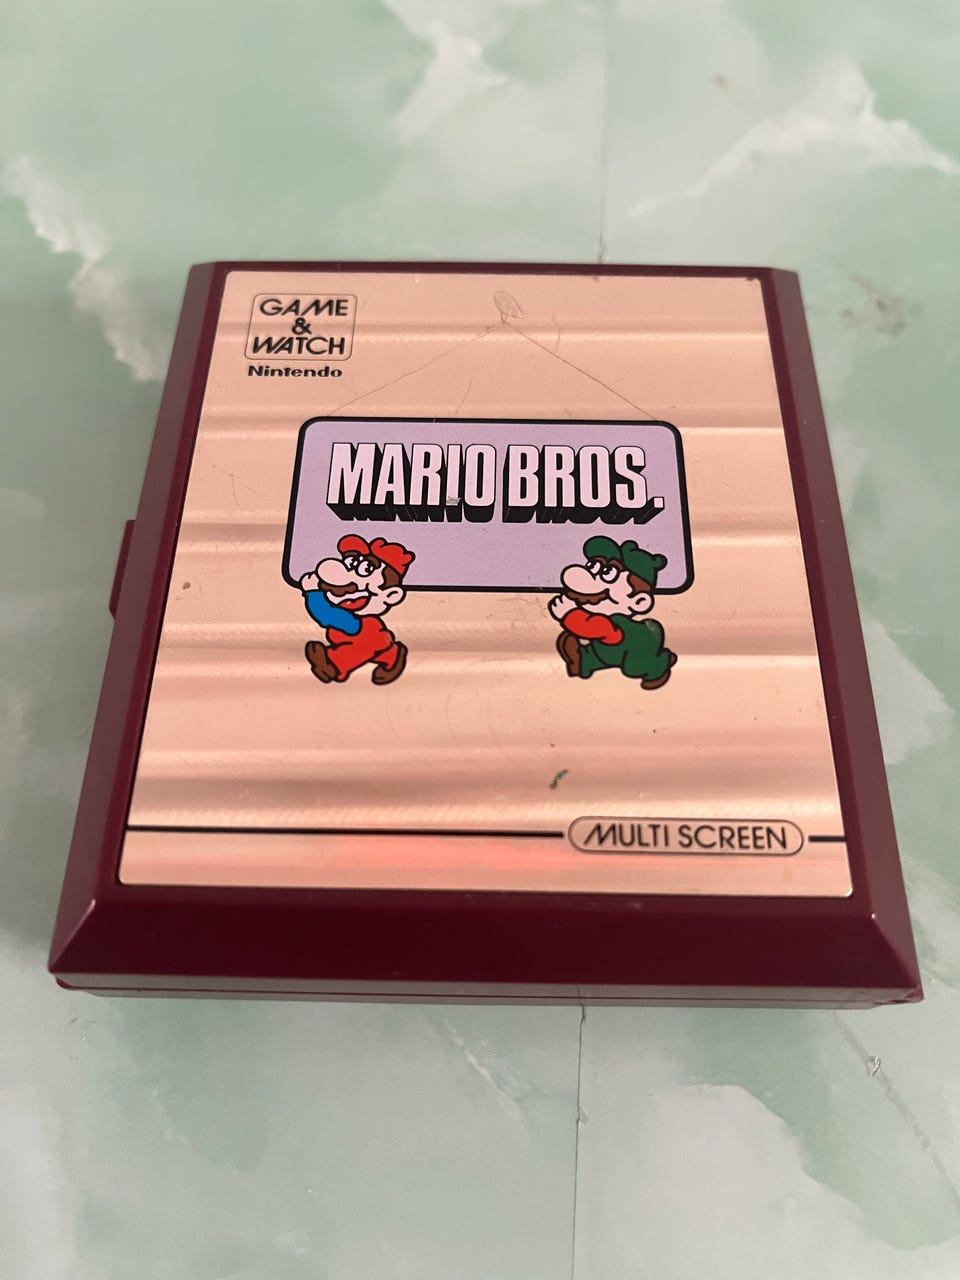 GAME
&
WATCH
Nintendo
MARIO BROS.
MULTI SCREEN